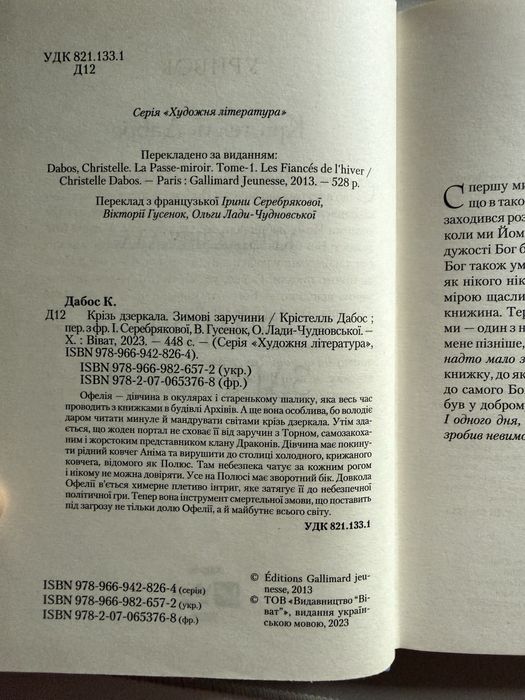 УДК 821.133.1
Д12
Серія «Художня література»
Перекладено за виданням:
Dabos, Christelle. La Passe-miroir. Tome-1. Les Fiancés de l'hiver /
Christelle Dabos. — Paris : Gallimard Jeunesse, 2013. — 528 p.
Переклад з французької Ірини Серебрякової,
Вікторії Гусенок, Ольги Лади-Чудновської
Дабос К.
Д12 Крізь дзеркала. Зимові заручини / Крістелль Дабос ;
пер. з фр. І. Серебрякової, В. Гусенок, О. Лади-Чудновської. —
Х. : Віват, 2023. — 448 с. — (Серія «Художня література»,
ISBN 978-966-942-826-4).
ISBN 978-966-982-657-2 (укр.)
ISBN 978-2-07-065376-8 (фр.)
Офелія — дівчина в окулярах і старенькому шалику, яка весь час
проводить з книжками в будівлі Архівів. А ще вона особлива, бо володіє
даром читати минуле й мандрувати світами крізь дзеркала. Утім зда-
ється, що жоден портал не сховає її від заручин з Торном, самозакоха-
ним і жорстоким представником клану Драконів. Дівчина має покину-
ти рідний ковчег Аніма та вирушити до столиці холодного, крижаного
ковчега, відомого як Полюс. Там небезпека чатує за кожним рогом
і нікому не можна довіряти. Усе на Полюсі має зворотний бік. Довкола
Офелії в'ється химерне плетиво інтриг, яке затягує її до небезпечної
політичної гри. Тепер вона інструмент смертельної змови, що поставить
під загрозу не тільки долю Офелії, а й майбутнє всього світу.
УДК 821.133.1
ISBN 978-966-942-826-4 (серія)
ISBN 978-966-982-657-2 (укр.)
ISBN 978-2-07-065376-8 (фр.)
© Éditions Gallimard jeu-
nesse, 2013
© ТОВ «Видавництво "Ві-
ват"», видання україн-
ською мовою, 2023
Спершу ми
що в тако
заходився роз
коли ми Йом
дужості Бог б
Бог також ум
як нікого нік
мірою щасли
книжина. Тер
ми — один з н
мене пізніше,
надто мало з
книжку, до як
до самого Бо
був у добром
І одного дня,
зробив невимо